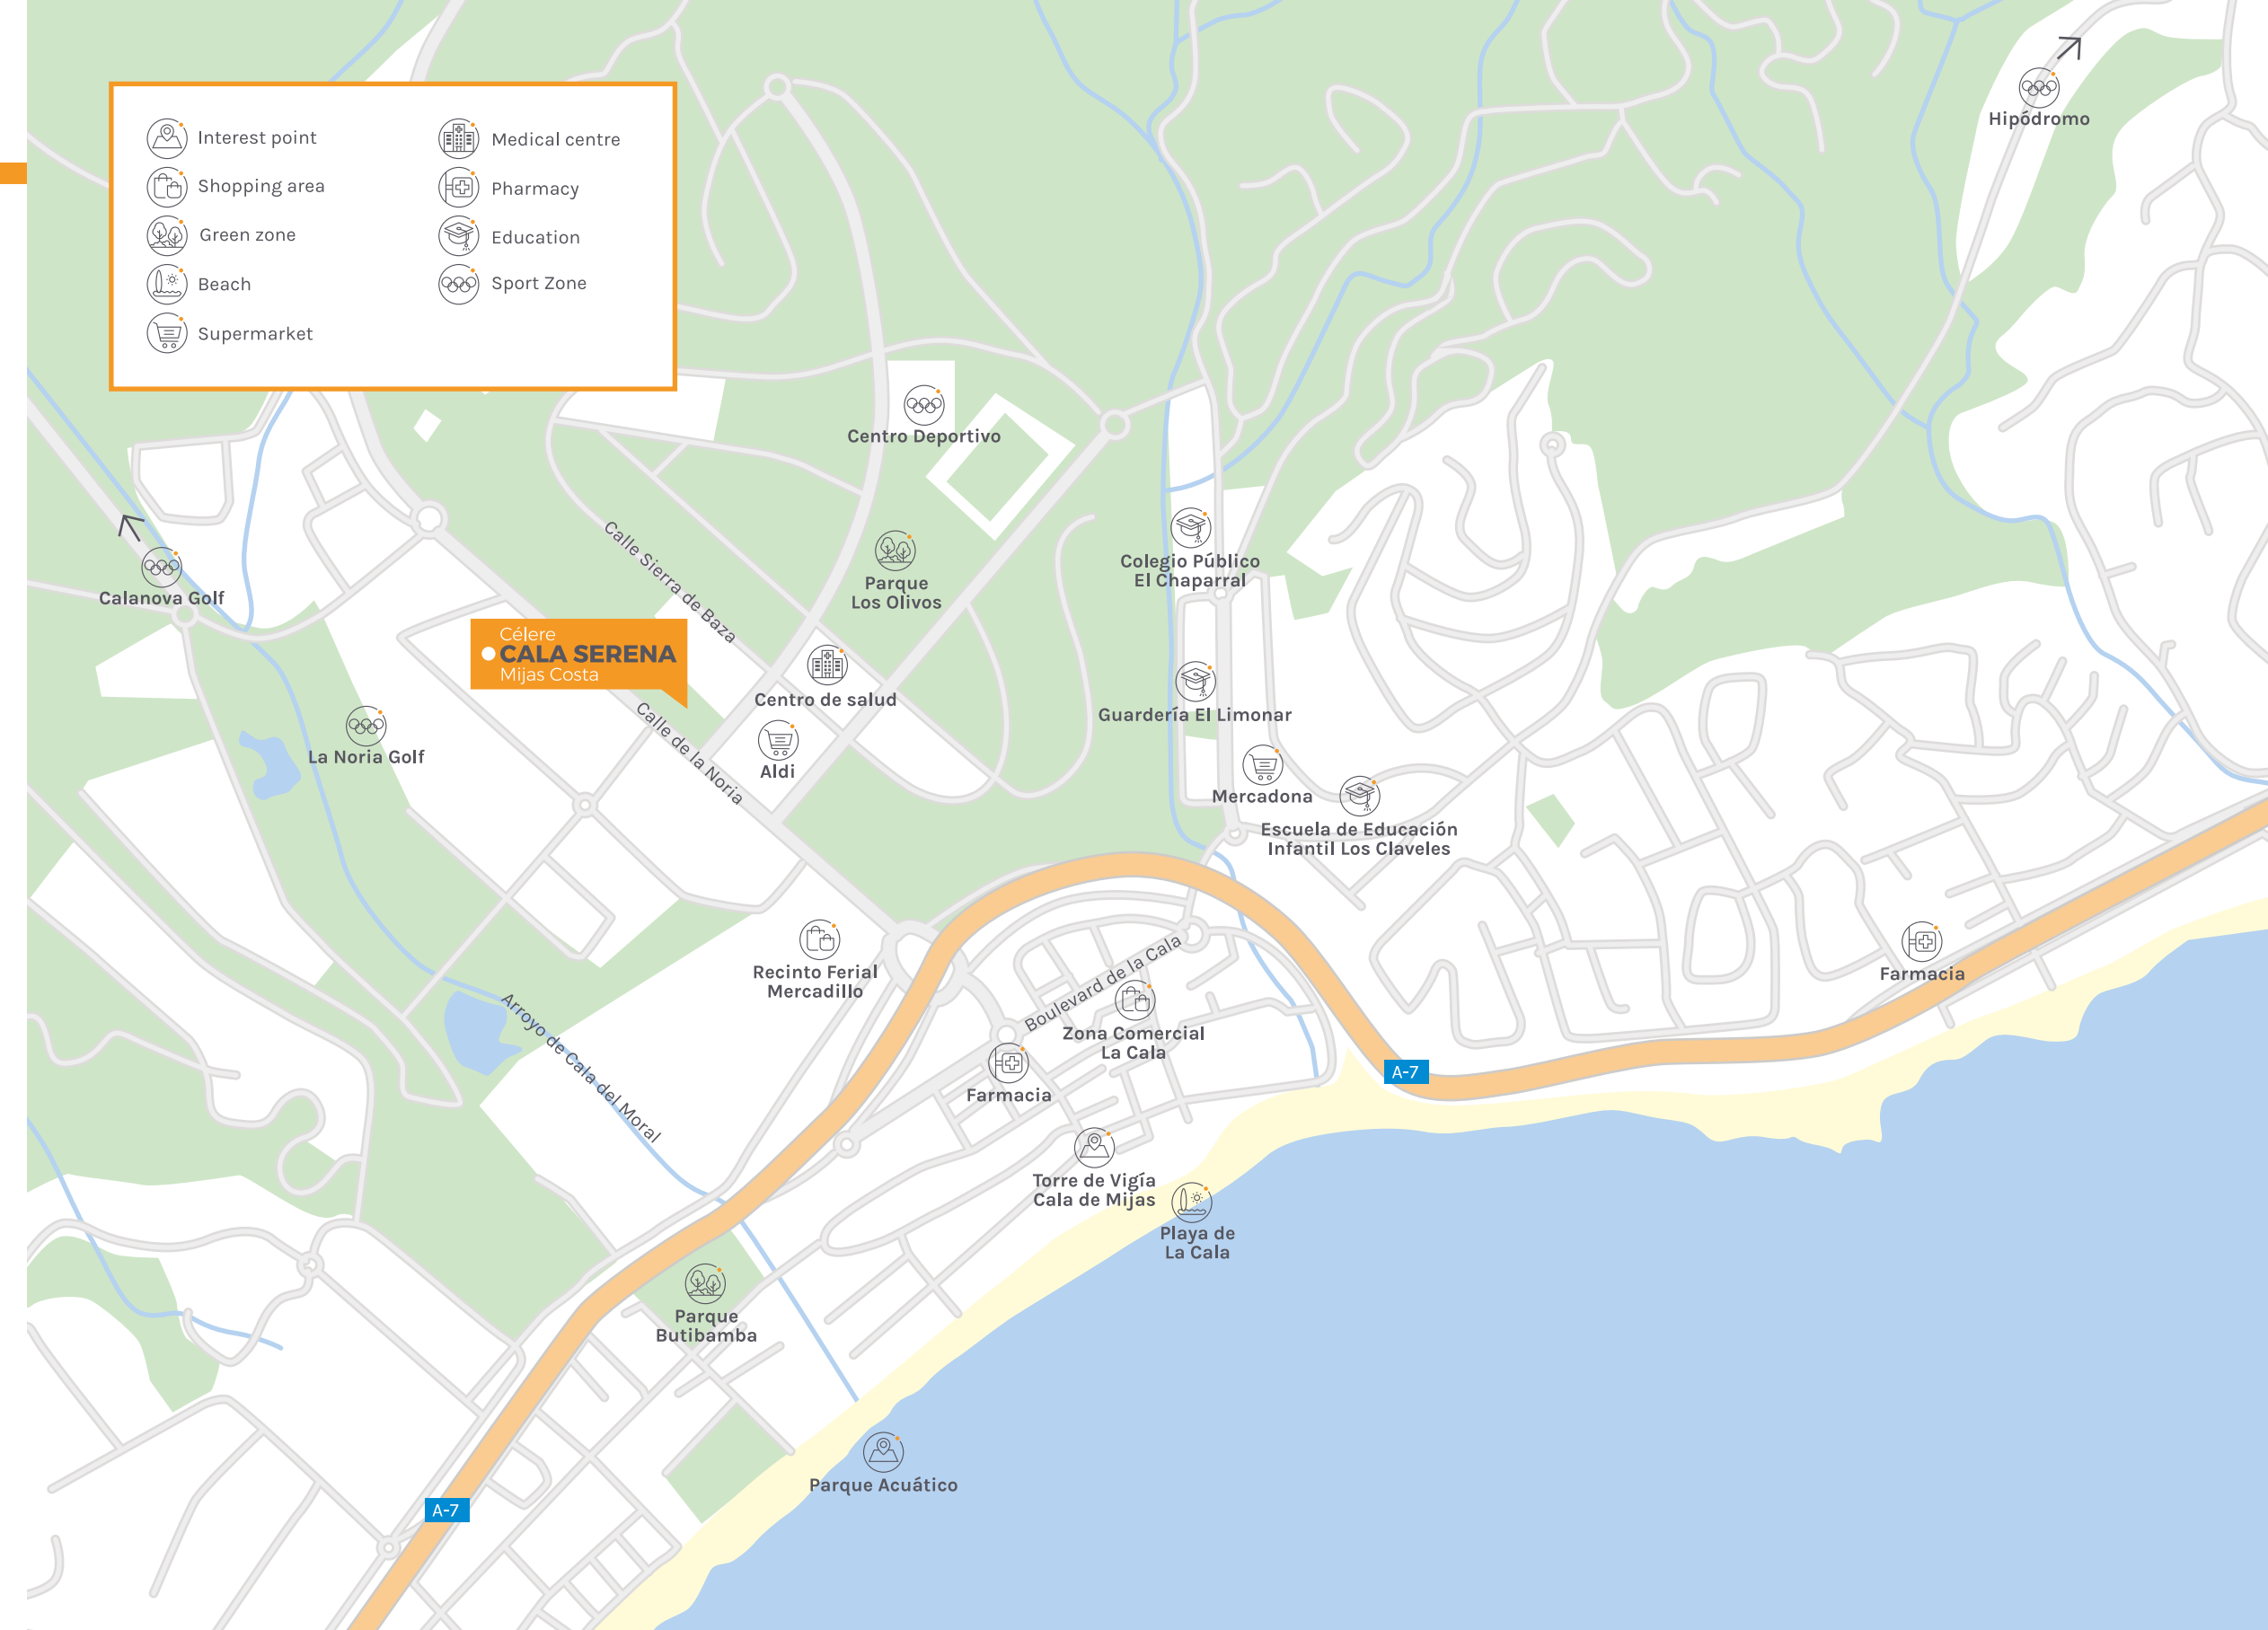 Interest point
Shopping area
Green zone
Beach
Supermarket
Medical centre
Pharmacy
Education
Sport Zone
Hipódromo
Centro Deportivo
Calle Sierra de Baza
Parque
Los Olivos
Colegio Público
El Chaparral
Calanova Golf
Célere
CALA SERENA
Mijas Costa
Centro de salud
Guardería El Limonar
La Noria Golf
Calle de la Noria
Aldi
Mercadona
Escuela de Educación
Infantil Los Claveles
Recinto Ferial
Mercadillo
Boulevard de la Cala
Farmacia
Zona Comercial
La Cala
Arroyo de Cala del Moral
A-7
Farmacia
Torre de Vigía
Cala de Mijas
Playa de
La Cala
Parque
Butibamba
Parque Acuático
A-7